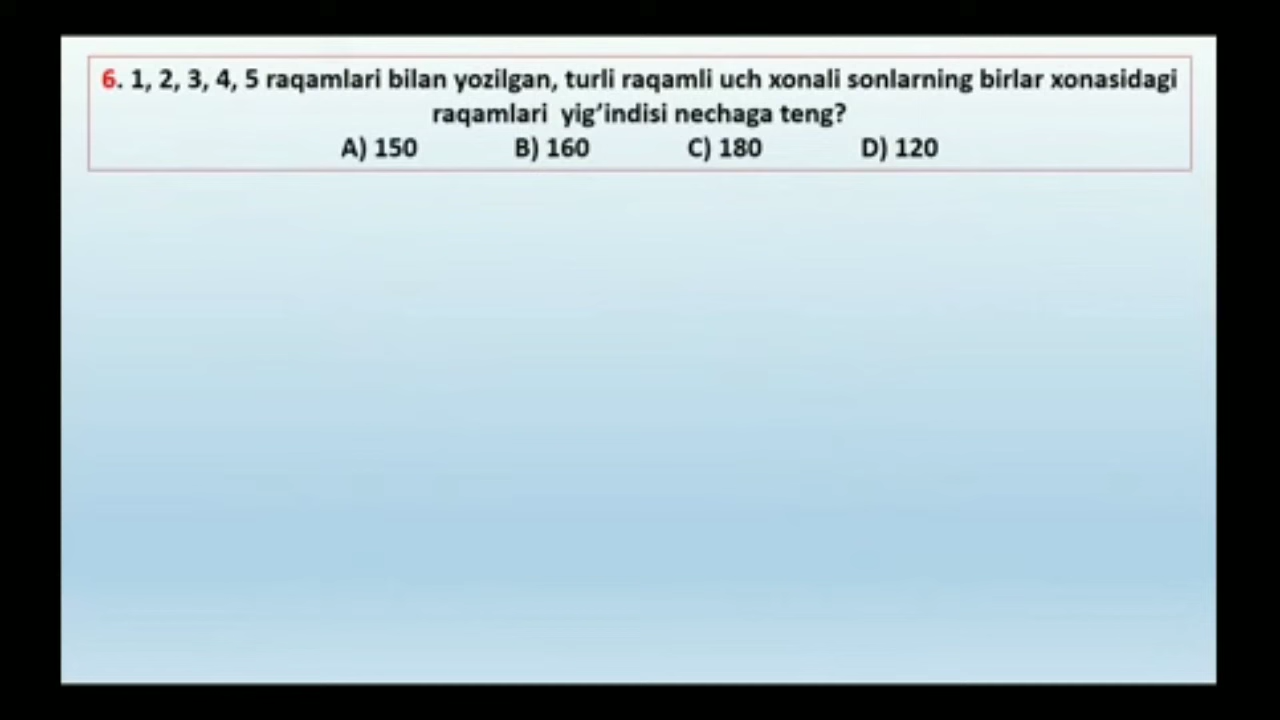 6. 1, 2, 3, 4, 5 raqamlari bilan yozilgan, turli raqamli uch xonali sonlarning birlar xonasidagi
raqamlari yig’indisi nechaga teng?
A) 150 B) 160 C) 180 D) 120